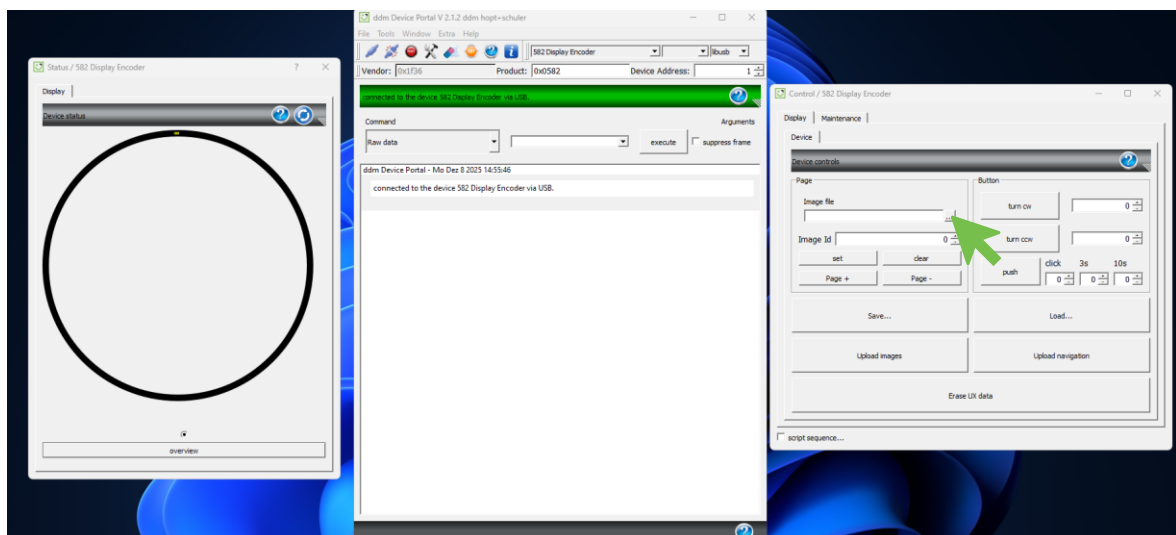 Status / 582 Display Encoder
Display
Device status
overview
ddm Device Portal V 2.1.2 ddm hopt+schuler
File Tools Window Extra Help
582 Display Encoder
libusb
Vendor: 0x1f36 Product: 0x0582 Device Address: 1
connected to the device 582 Display Encoder via USB.
Command Arguments
Raw data execute suppress frame
ddm Device Portal - Mo Dez 8 2025 14:55:46
connected to the device 582 Display Encoder via USB.
Control / 582 Display Encoder
Display Maintenance
Device
Device controls
Page
Image file
...
Image Id 0
set clear
Page + Page -
Button
turn cw 0
turn ccw 0
click 3s 10s
push 0 0 0
Save... Load...
Upload images Upload navigation
Erase UX data
script sequence...